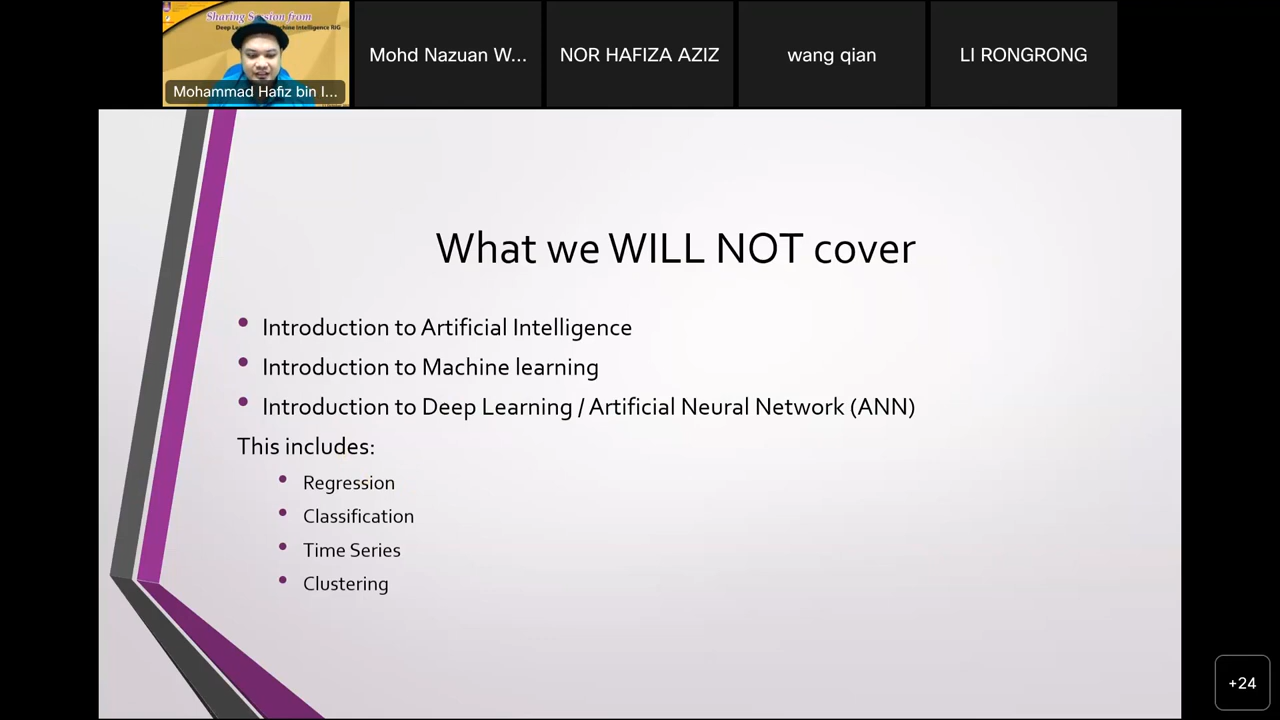 Sharing Session from
Mohammad Hafiz bin I...
Mohd Nazuan W...
NOR HAFIZA AZIZ
wang qian
LI RONGRONG
What we WILL NOT cover
Introduction to Artificial Intelligence
Introduction to Machine learning
Introduction to Deep Learning / Artificial Neural Network (ANN)
This includes:
Regression
Classification
Time Series
Clustering
+24